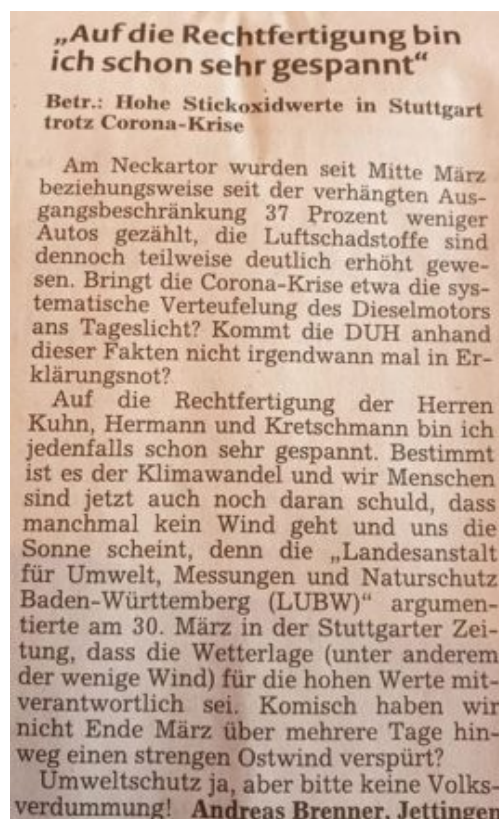 „Auf die Rechtfertigung bin
ich schon sehr gespannt“
Betr.: Hohe Stickoxidwerte in Stuttgart
trotz Corona-Krise
Am Neckartor wurden seit Mitte März
beziehungsweise seit der verhängten Aus-
gangsbeschränkung 37 Prozent weniger
Autos gezählt, die Luftschadstoffe sind
dennoch teilweise deutlich erhöht gewe-
sen. Bringt die Corona-Krise etwa die sys-
tematische Verteufelung des Dieselmotors
ans Tageslicht? Kommt die DUH anhand
dieser Fakten nicht irgendwann mal in Er-
klärungsnot?
Auf die Rechtfertigung der Herren
Kuhn, Hermann und Kretschmann bin ich
jedenfalls schon sehr gespannt. Bestimmt
ist es der Klimawandel und wir Menschen
sind jetzt auch noch daran schuld, dass
manchmal kein Wind geht und uns die
Sonne scheint, denn die „Landesanstalt
für Umwelt, Messungen und Naturschutz
Baden-Württemberg (LUBW)“ argumen-
tierte am 30. März in der Stuttgarter Zei-
tung, dass die Wetterlage (unter anderem
der wenige Wind) für die hohen Werte mit-
verantwortlich sei. Komisch haben wir
nicht Ende März über mehrere Tage hin-
weg einen strengen Ostwind verspürt?
Umweltschutz ja, aber bitte keine Volks-
verdummung! Andreas Brenner, Jettingen